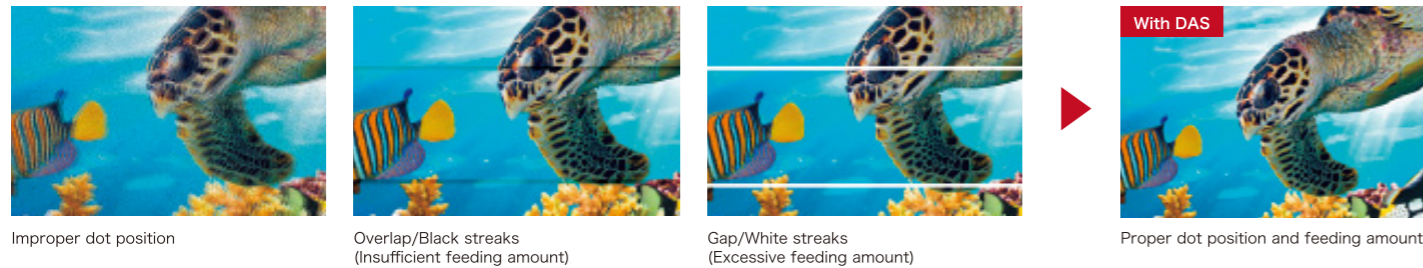 With DAS
Improper dot position
Overlap/Black streaks
(Insufficient feeding amount)
Gap/White streaks
(Excessive feeding amount)
Proper dot position and feeding amount